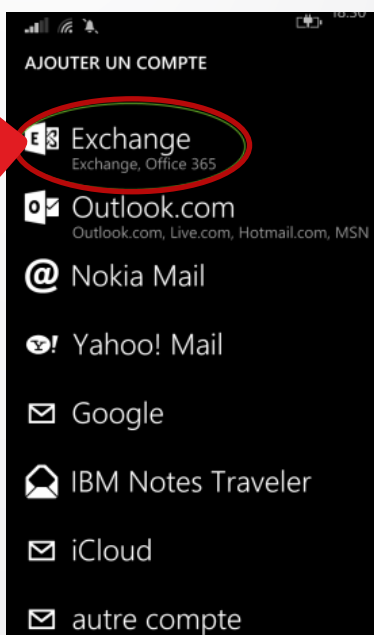 AJOUTER UN COMPTE
Exchange
Exchange, Office 365
Outlook.com
Outlook.com, Live.com, Hotmail.com, MSN
@ Nokia Mail
Yahoo! Mail
Google
IBM Notes Traveler
iCloud
autre compte